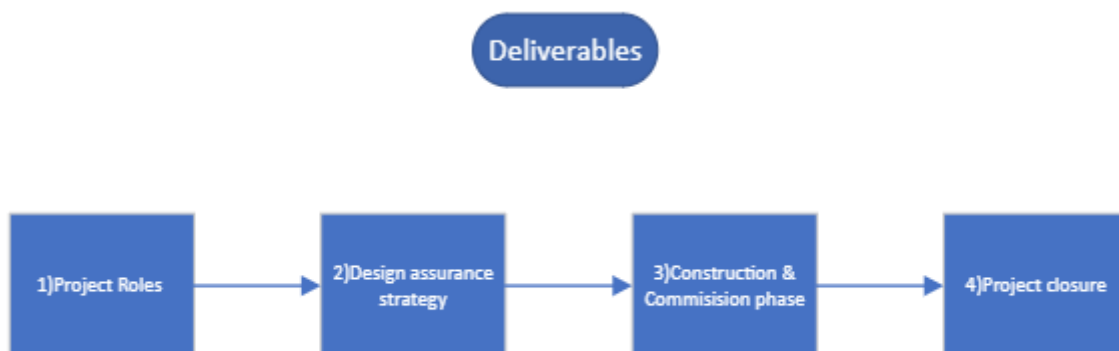 Deliverables
1)Project Roles
2)Design assurance
strategy
3)Construction &
Commisision phase
4)Project closure